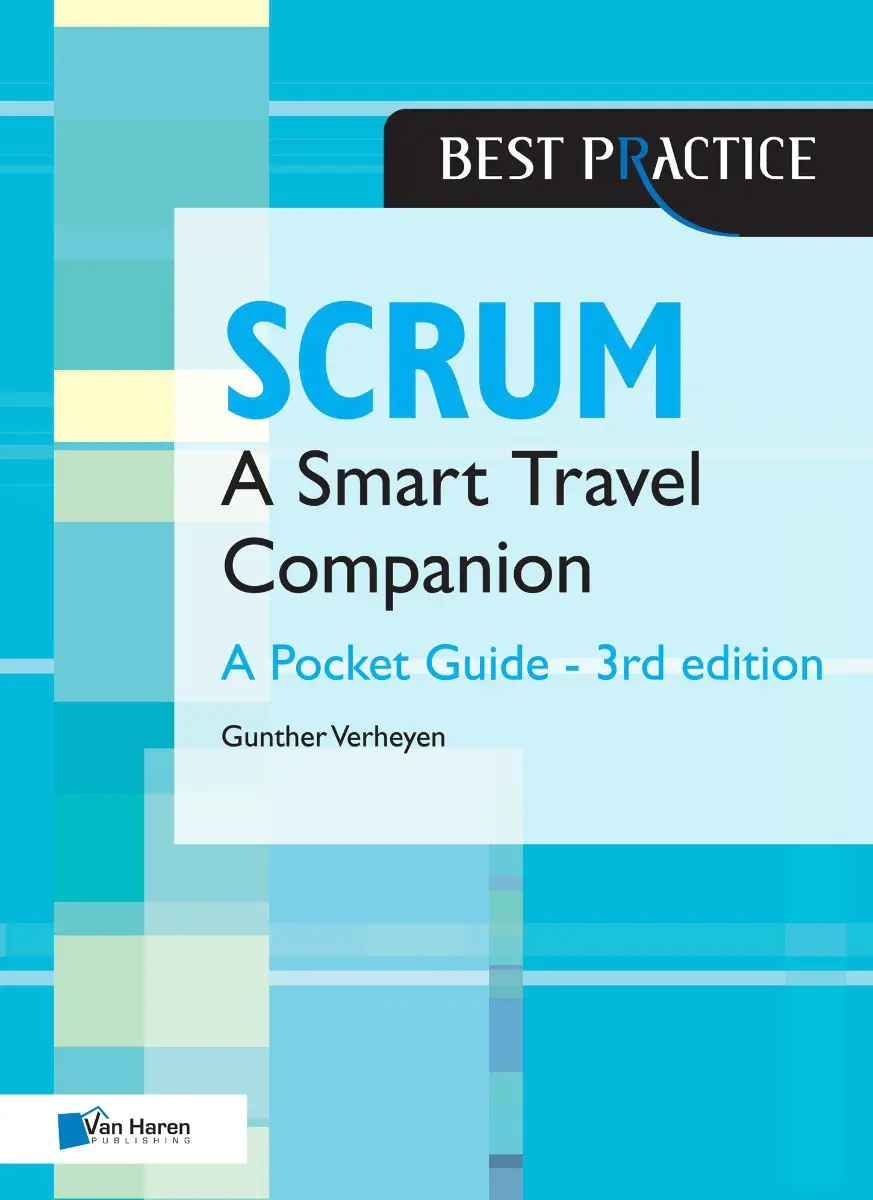 BEST PRACTICE
SCRUM
A Smart Travel
Companion
A Pocket Guide - 3rd edition
Gunther Verheyen
Van Haren
PUBLISHING